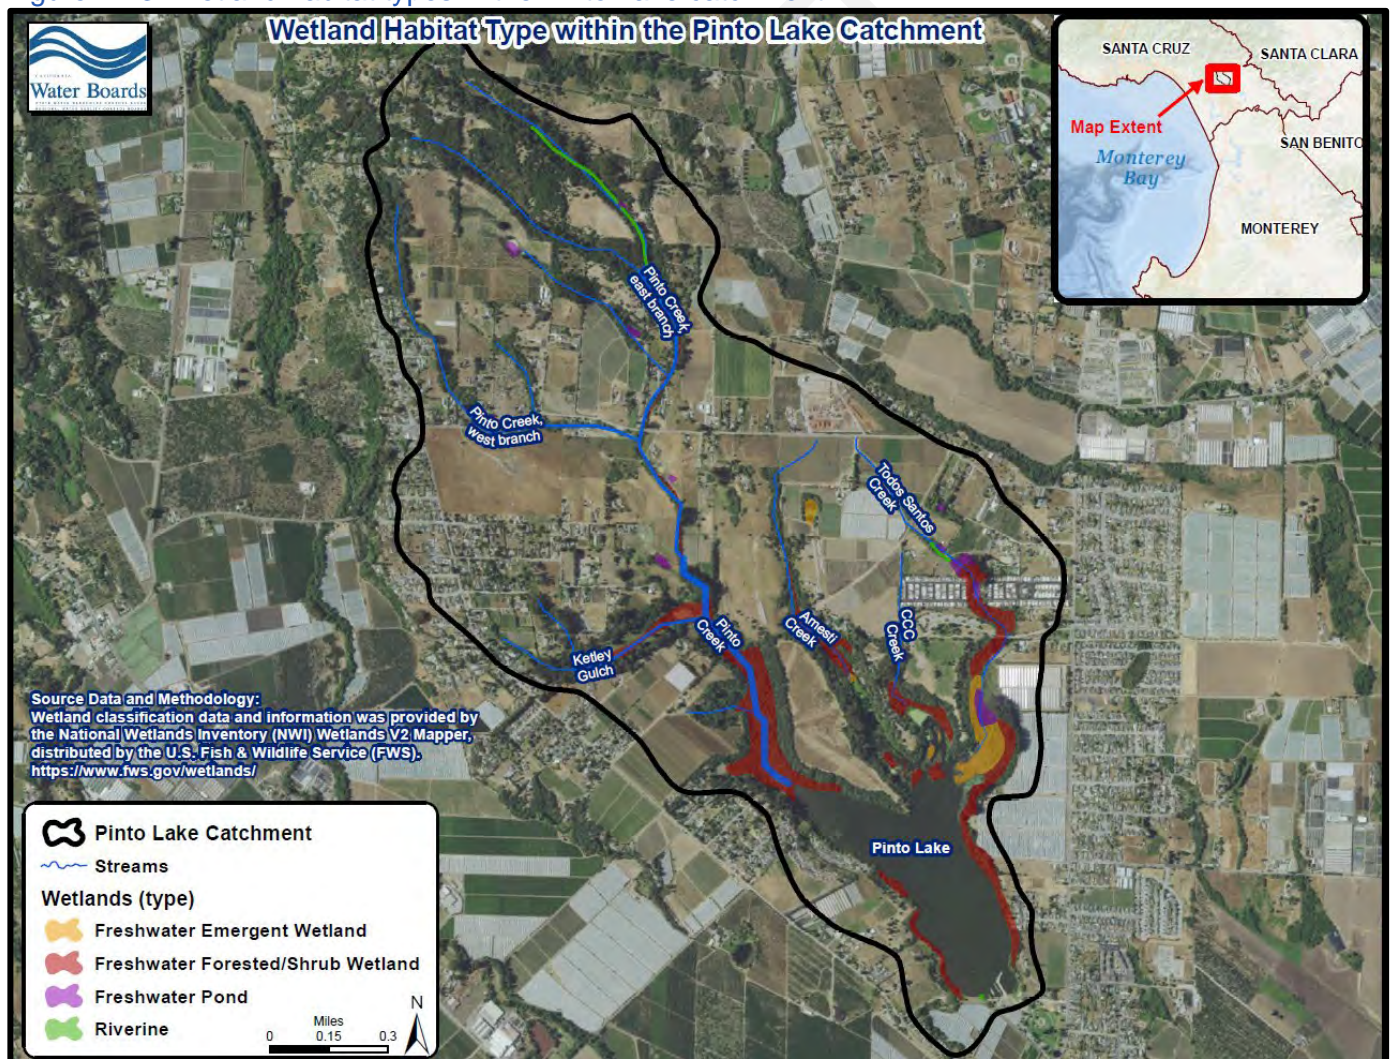 Wetland Habitat Type within the Pinto Lake Catchment
CALIFORNIA
Water Boards
SANTA CRUZ
SANTA CLARA
Map Extent
SAN BENITO
Monterey
Bay
MONTEREY
Pinto Creek,
east branch
Pinto Creek,
west branch
Todos Santos
Creek
Pinto
Creek
Amesti
Creek
CCC
Creek
Ketley
Gulch
Pinto Lake
Source Data and Methodology:
Wetland classification data and information was provided by
the National Wetlands Inventory (NWI) Wetlands V2 Mapper,
distributed by the U.S. Fish & Wildlife Service (FWS).
https://www.fws.gov/wetlands/
Pinto Lake Catchment
Streams
Wetlands (type)
Freshwater Emergent Wetland
Freshwater Forested/Shrub Wetland
Freshwater Pond
Riverine
Miles
0 0.15 0.3
N